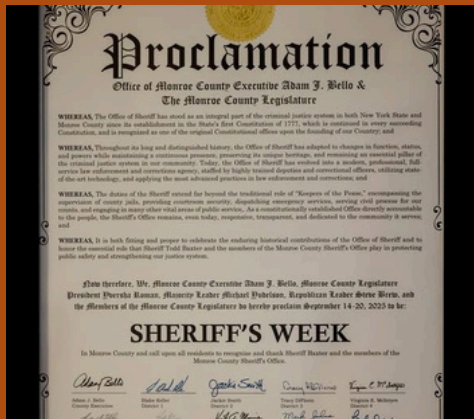 Proclamation
Office of Monroe County Executive Adam J. Bello &
The Monroe County Legislature
WHEREAS, The Office of Sheriff has stood as an integral part of the criminal justice system in both New York State and
Monroe County since its establishment in the State's first Constitution of 1777, which is continued in every succeeding
Constitution, and is recognized as one of the original Constitutional offices upon the founding of our Country; and
WHEREAS, Throughout its long and distinguished history, the Office of Sheriff has adapted to changes in function, status,
and powers while maintaining a continuous presence, preserving its unique heritage, and remaining an essential pillar of
the criminal justice system in our community. Today, the Office of Sheriff has evolved into a modern, professional, full-
service law enforcement and corrections agency, staffed by highly trained deputies and correctional officers, utilizing state-
of-the-art technology, and applying the most advanced practices in law enforcement and corrections; and
WHEREAS, The duties of the Sheriff extend far beyond the traditional role of "Keepers of the Peace," encompassing the
supervision of county jails, providing courtroom security, dispatching emergency services, serving civil process for our
courts, and engaging in many other vital areas of public service. As a constitutionally established Office directly accountable
to the people, the Sheriff's Office remains, even today, responsive, transparent, and dedicated to the community it serves;
and
WHEREAS, It is both fitting and proper to celebrate the enduring historical contributions of the Office of Sheriff and to
honor the essential role that Sheriff Todd Baxter and the members of the Monroe County Sheriff's Office play in protecting
public safety and strengthening our justice system.
Now therefore, We, Monroe County Executive Adam J. Bello, Monroe County Legislature
President Yversha Roman, Majority Leader Michael Yudelson, Republican Leader Steve Brew, and
the Members of the Monroe County Legislature do hereby proclaim September 14-20, 2025 to be:
SHERIFF'S WEEK
In Monroe County and call upon all residents to recognize and thank Sheriff Baxter and the members of the
Monroe County Sheriff's Office.
Adam J. Bello Blake Keller Jackie Smith Tracy DiFlorio Virginia E. McIntyre
County Executive District 1 District 2 District 3